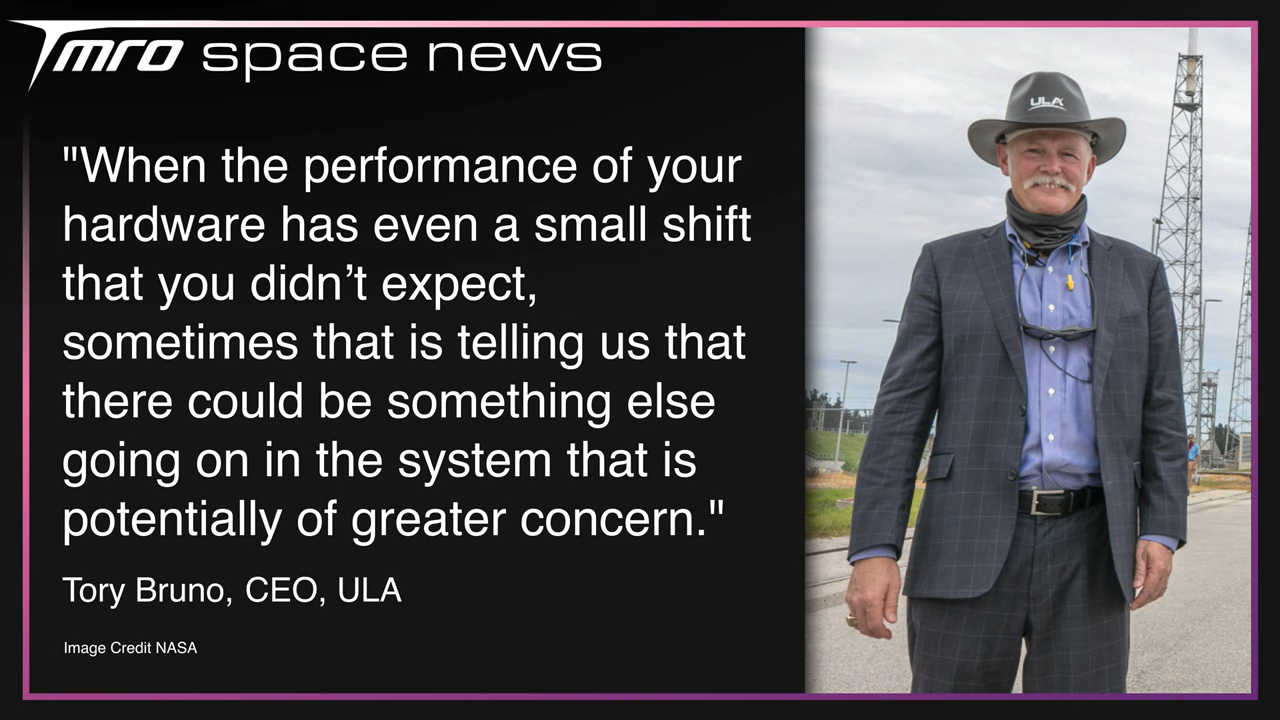 Tmro space news
"When the performance of your
hardware has even a small shift
that you didn’t expect,
sometimes that is telling us that
there could be something else
going on in the system that is
potentially of greater concern."
Tory Bruno, CEO, ULA
Image Credit NASA
ULA